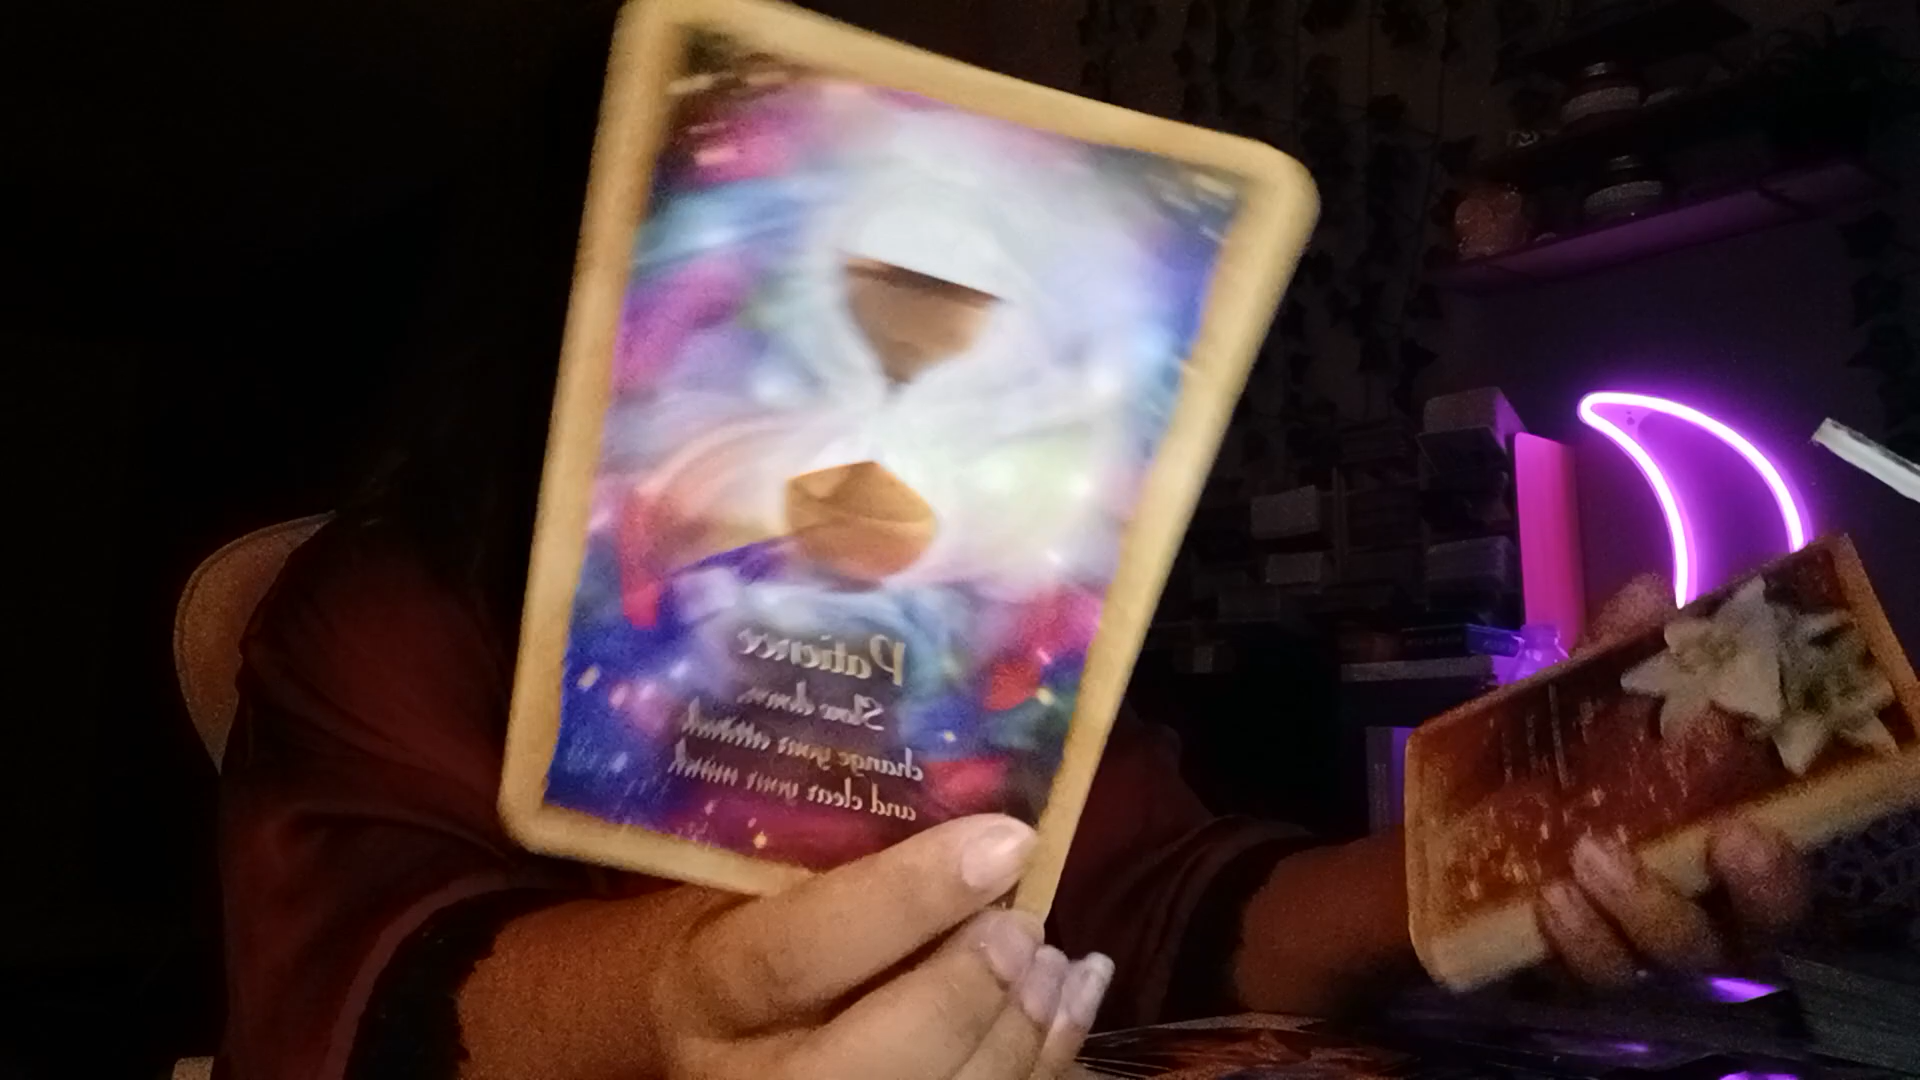 Patience
Slow down,
change your attitude
and clear your mind